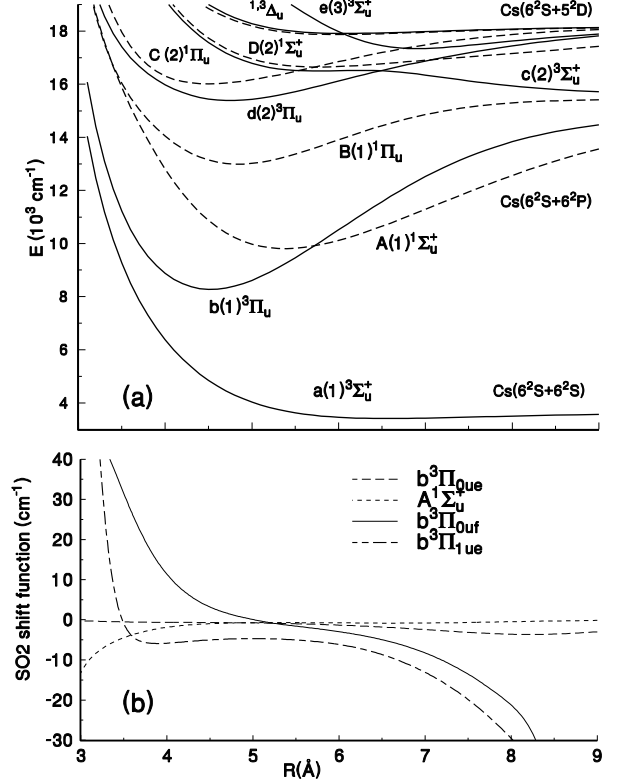 18
16
14
12
10
8
6
4
E (10³ cm⁻¹)
¹,³Δᵤ
e(3)³Σᵤ⁺
Cs(6²S+5²D)
C (2)¹Πᵤ
D(2)¹Σᵤ⁺
c(2)³Σᵤ⁺
d(2)³Πᵤ
B(1)¹Πᵤ
Cs(6²S+6²P)
A(1)¹Σᵤ⁺
b(1)³Πᵤ
a(1)³Σᵤ⁺
Cs(6²S+6²S)
(a)
40
30
20
10
0
-10
-20
-30
SO2 shift function (cm⁻¹)
b³Π₀ᵤₑ
A¹Σᵤ⁺
b³Π₀uf
b³Π₁ᵤₑ
(b)
3 4 5 6 7 8 9
R(Å)